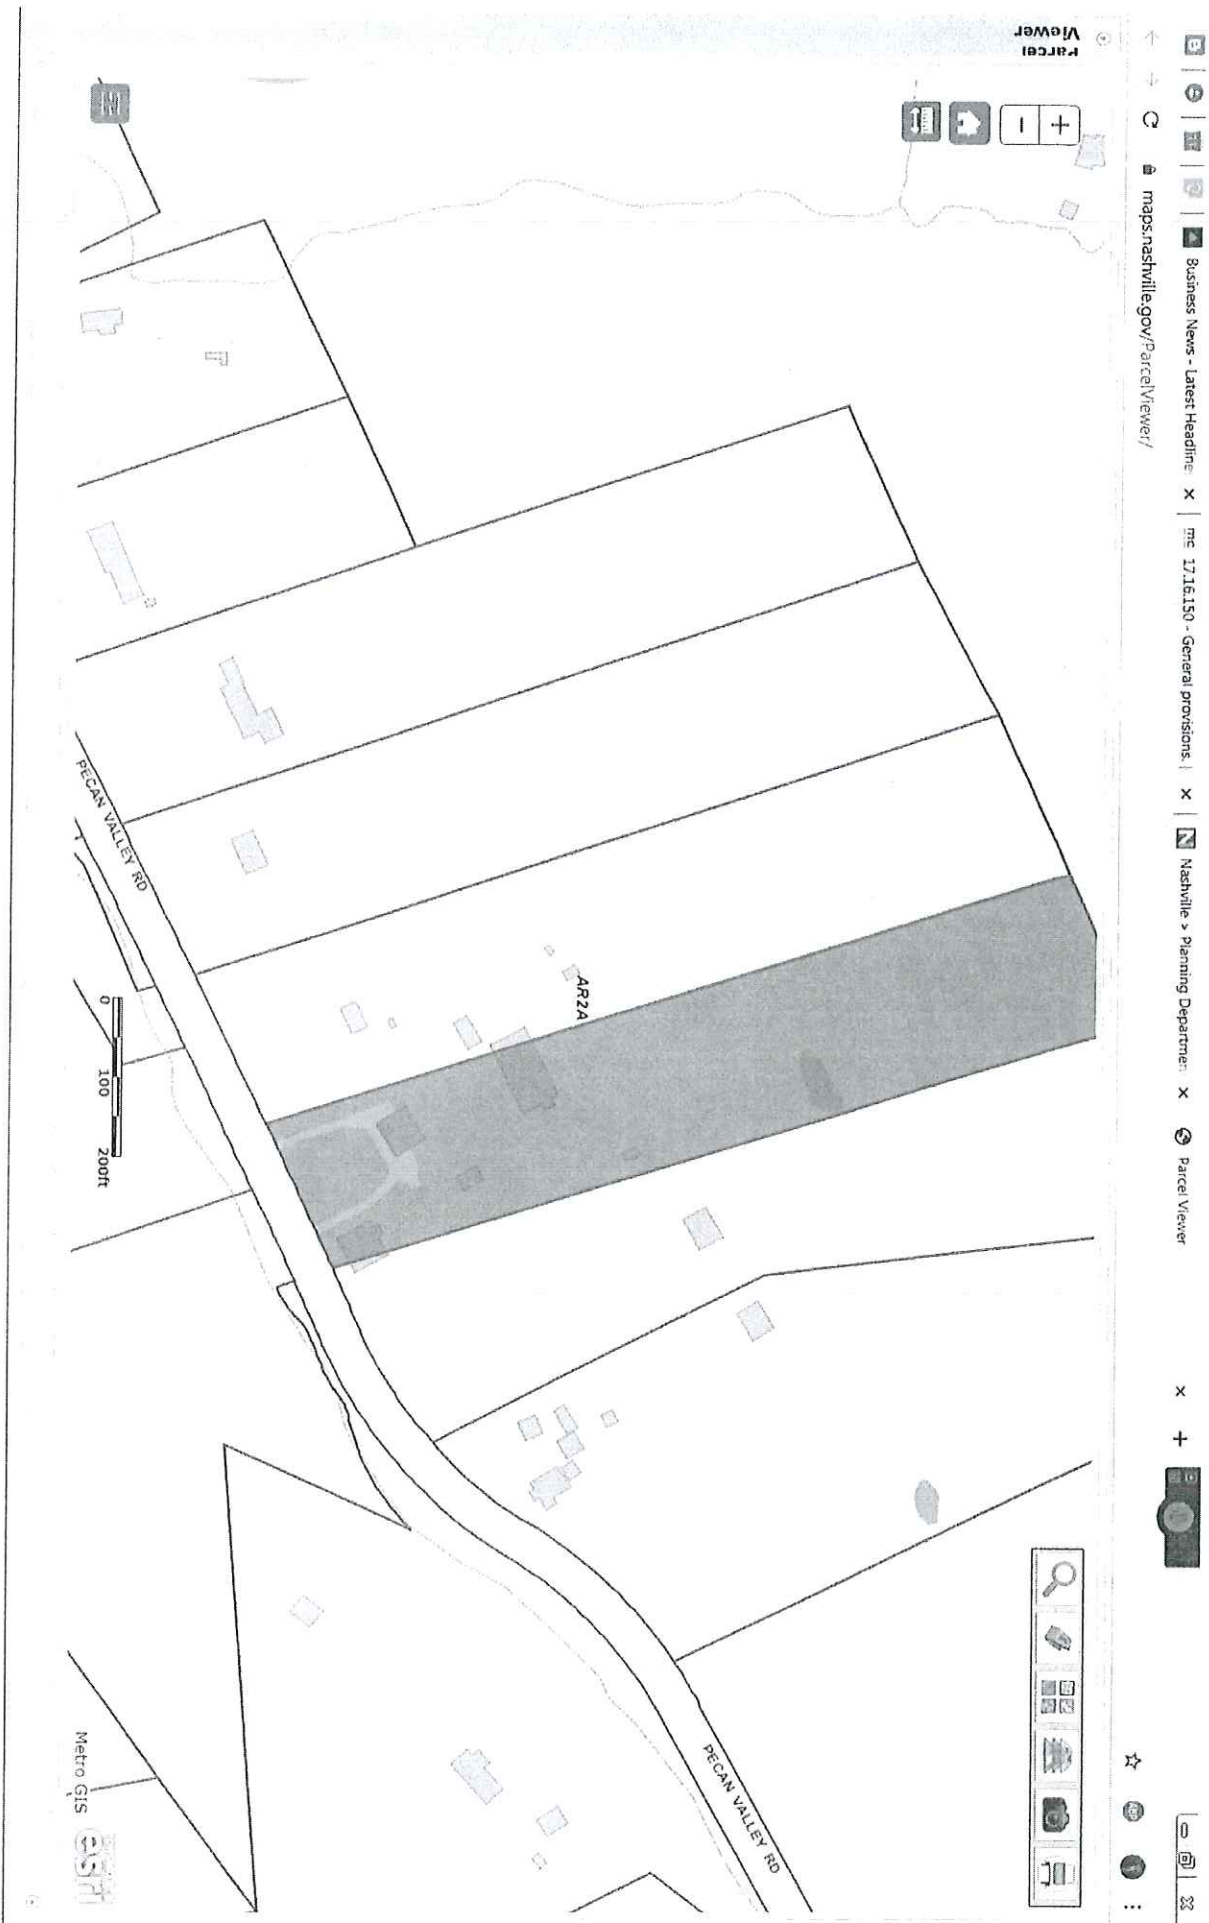 Business News - Latest Headline × mc 17.16.150 - General provisions. | × N Nashville > Planning Departmen × Parcel Viewer × +
maps.nashville.gov/ParcelViewer/
Parcel
Viewer
+
−
AR2A
PECAN VALLEY RD
PECAN VALLEY RD
0 100 200ft
Metro GIS
esri